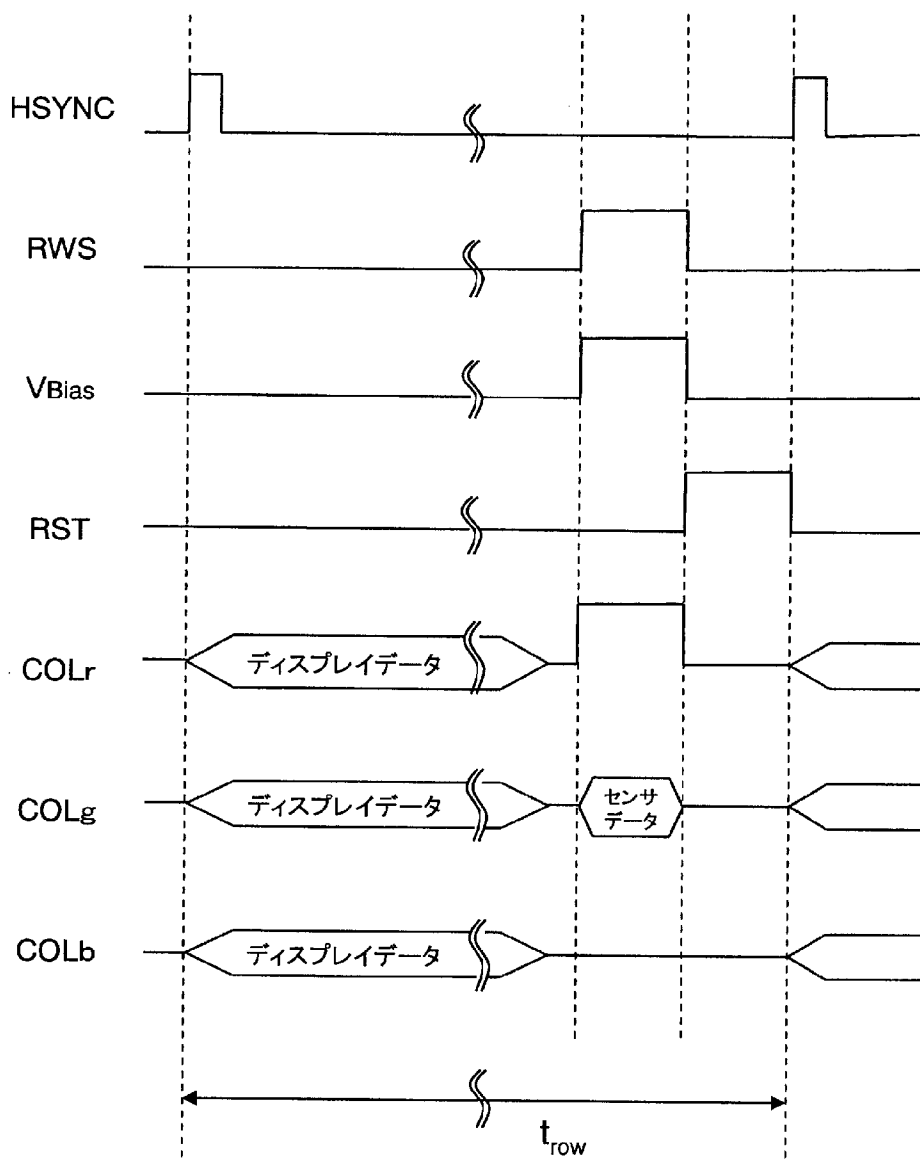 HSYNC
RWS
VBias
RST
COLr
ディスプレイデータ
COLg
ディスプレイデータ
センサ
データ
COLb
ディスプレイデータ
trow